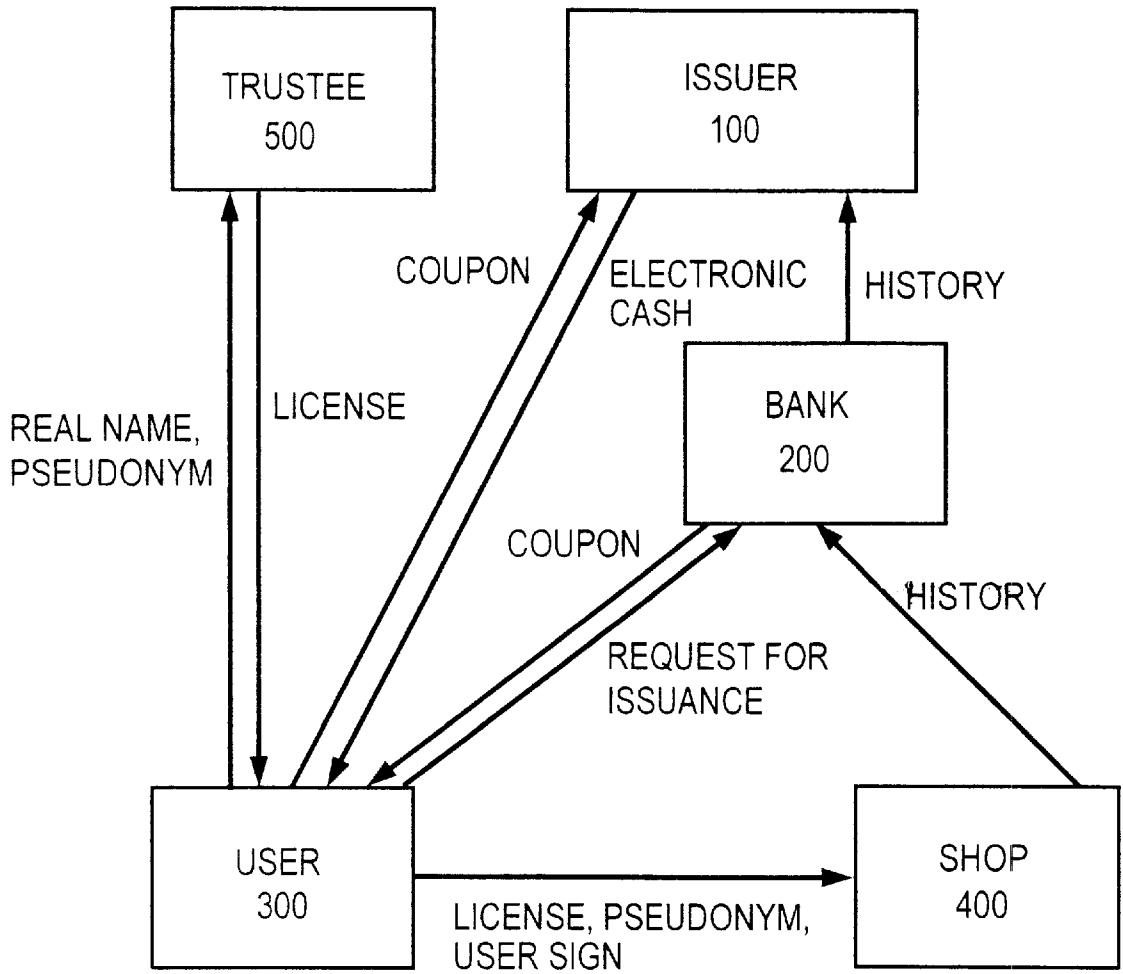 TRUSTEE
500
ISSUER
100
COUPON
ELECTRONIC
CASH
HISTORY
BANK
200
LICENSE
REAL NAME,
PSEUDONYM
COUPON
HISTORY
REQUEST FOR
ISSUANCE
USER
300
SHOP
400
LICENSE, PSEUDONYM,
USER SIGN